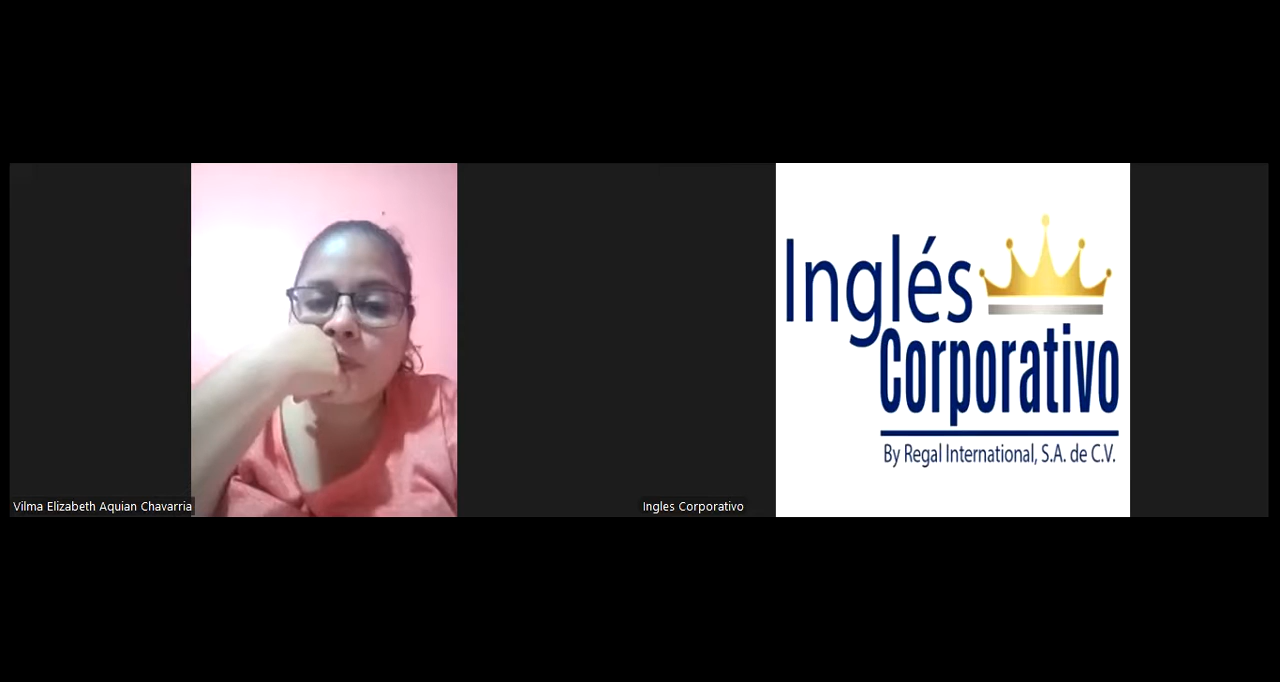 Inglés
Corporativo
By Regal International, S.A. de C.V.
Vilma Elizabeth Aquian Chavarria
Ingles Corporativo